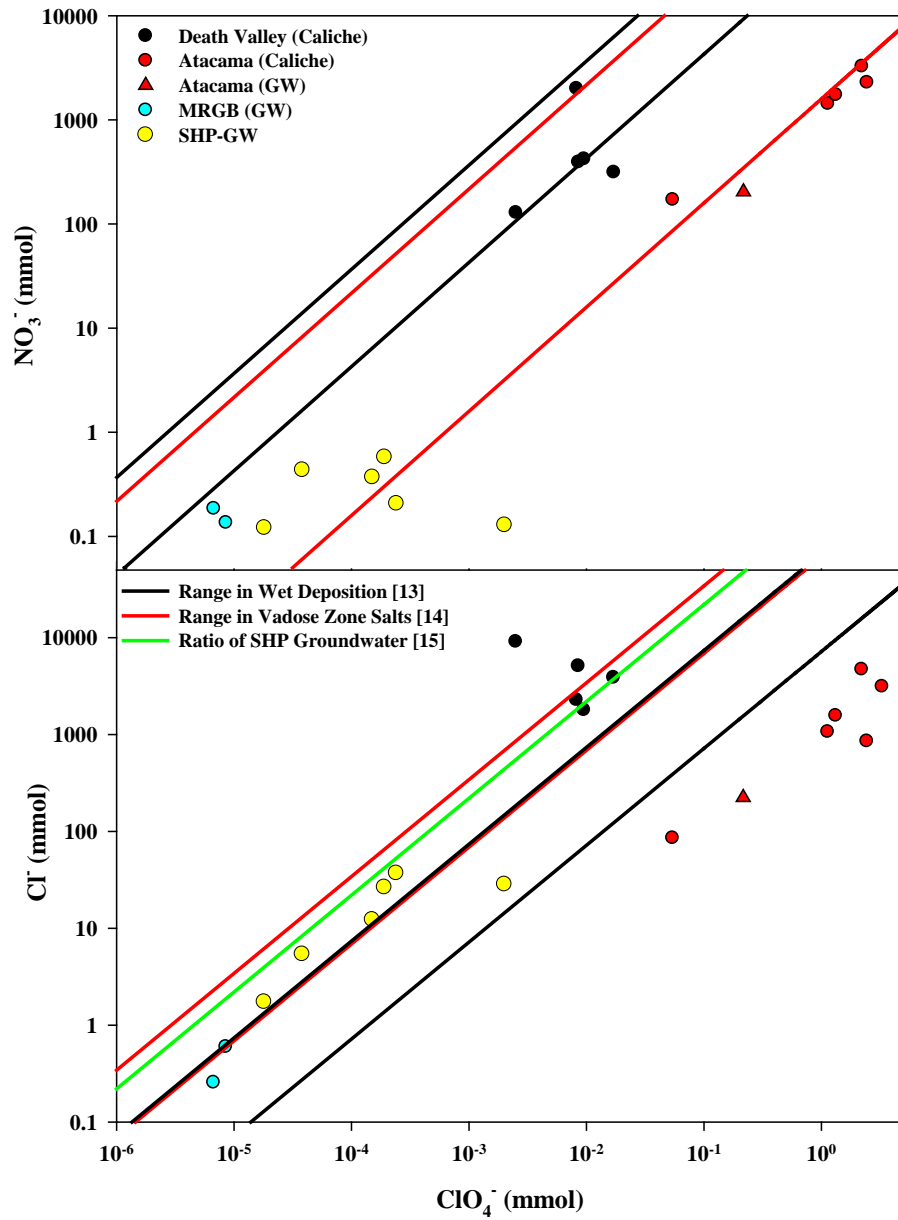 10000
1000
100
10
1
0.1
NO₃⁻ (mmol)
Death Valley (Caliche)
Atacama (Caliche)
Atacama (GW)
MRGB (GW)
SHP-GW
Range in Wet Deposition [13]
Range in Vadose Zone Salts [14]
Ratio of SHP Groundwater [15]
10000
1000
100
10
1
0.1
Cl⁻ (mmol)
10⁻⁶ 10⁻⁵ 10⁻⁴ 10⁻³ 10⁻² 10⁻¹ 10⁰
ClO₄⁻ (mmol)